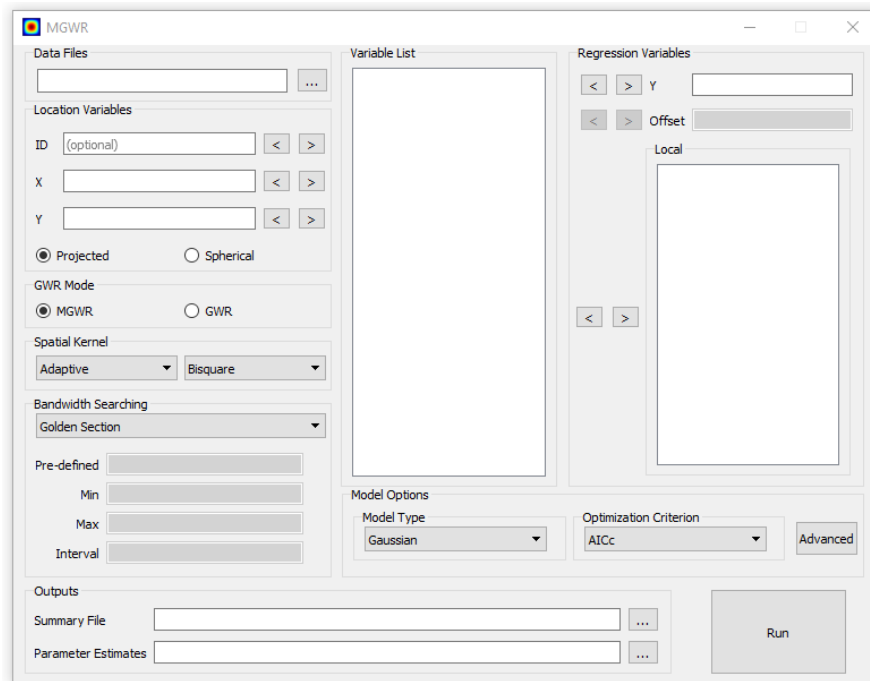 MGWR
Data Files
...
Location Variables
ID (optional) < >
X < >
Y < >
Projected Spherical
GWR Mode
MGWR GWR
Spatial Kernel
Adaptive Bisquare
Bandwidth Searching
Golden Section
Pre-defined
Min
Max
Interval
Variable List
Regression Variables
< > Y
< > Offset
Local
< >
Model Options
Model Type
Gaussian
Optimization Criterion
AICc
Advanced
Outputs
Summary File ...
Parameter Estimates ...
Run